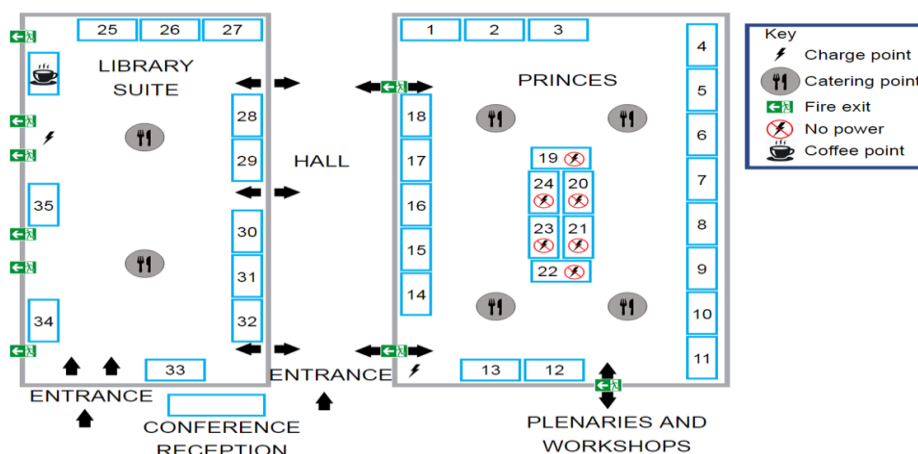 25 26 27
LIBRARY
SUITE
28
29
35
30
31
34
32
33
ENTRANCE
CONFERENCE
RECEPTION
HALL
ENTRANCE
1 2 3
PRINCES
4
5
6
7
8
9
10
11
18
17
16
15
14
19
24 20
23 21
22
13 12
PLENARIES AND
WORKSHOPS
Key
Charge point
Catering point
Fire exit
No power
Coffee point